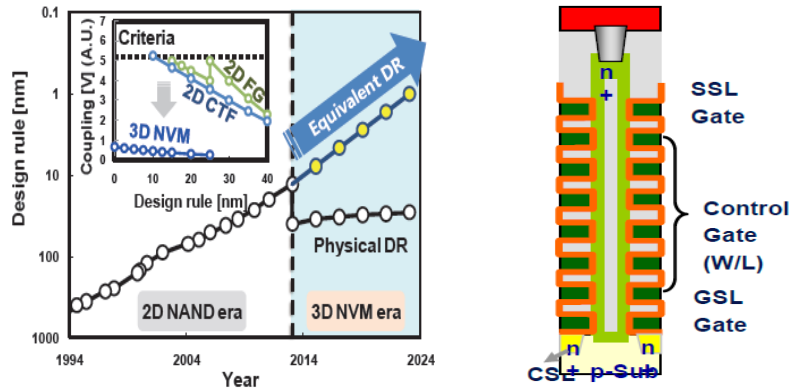 0.1
1
10
100
1000
Design rule [nm]
1994
2004
2014
2024
Year
7
6
5
4
3
2
1
0
Coupling [V] (A.U.)
0
10
20
30
40
Design rule [nm]
Criteria
2D FG
2D CTF
3D NVM
Equivalent DR
Physical DR
2D NAND era
3D NVM era
n
+
SSL
Gate
Control
Gate
(W/L)
GSL
Gate
CSL
n
+
p-Sub
n
+